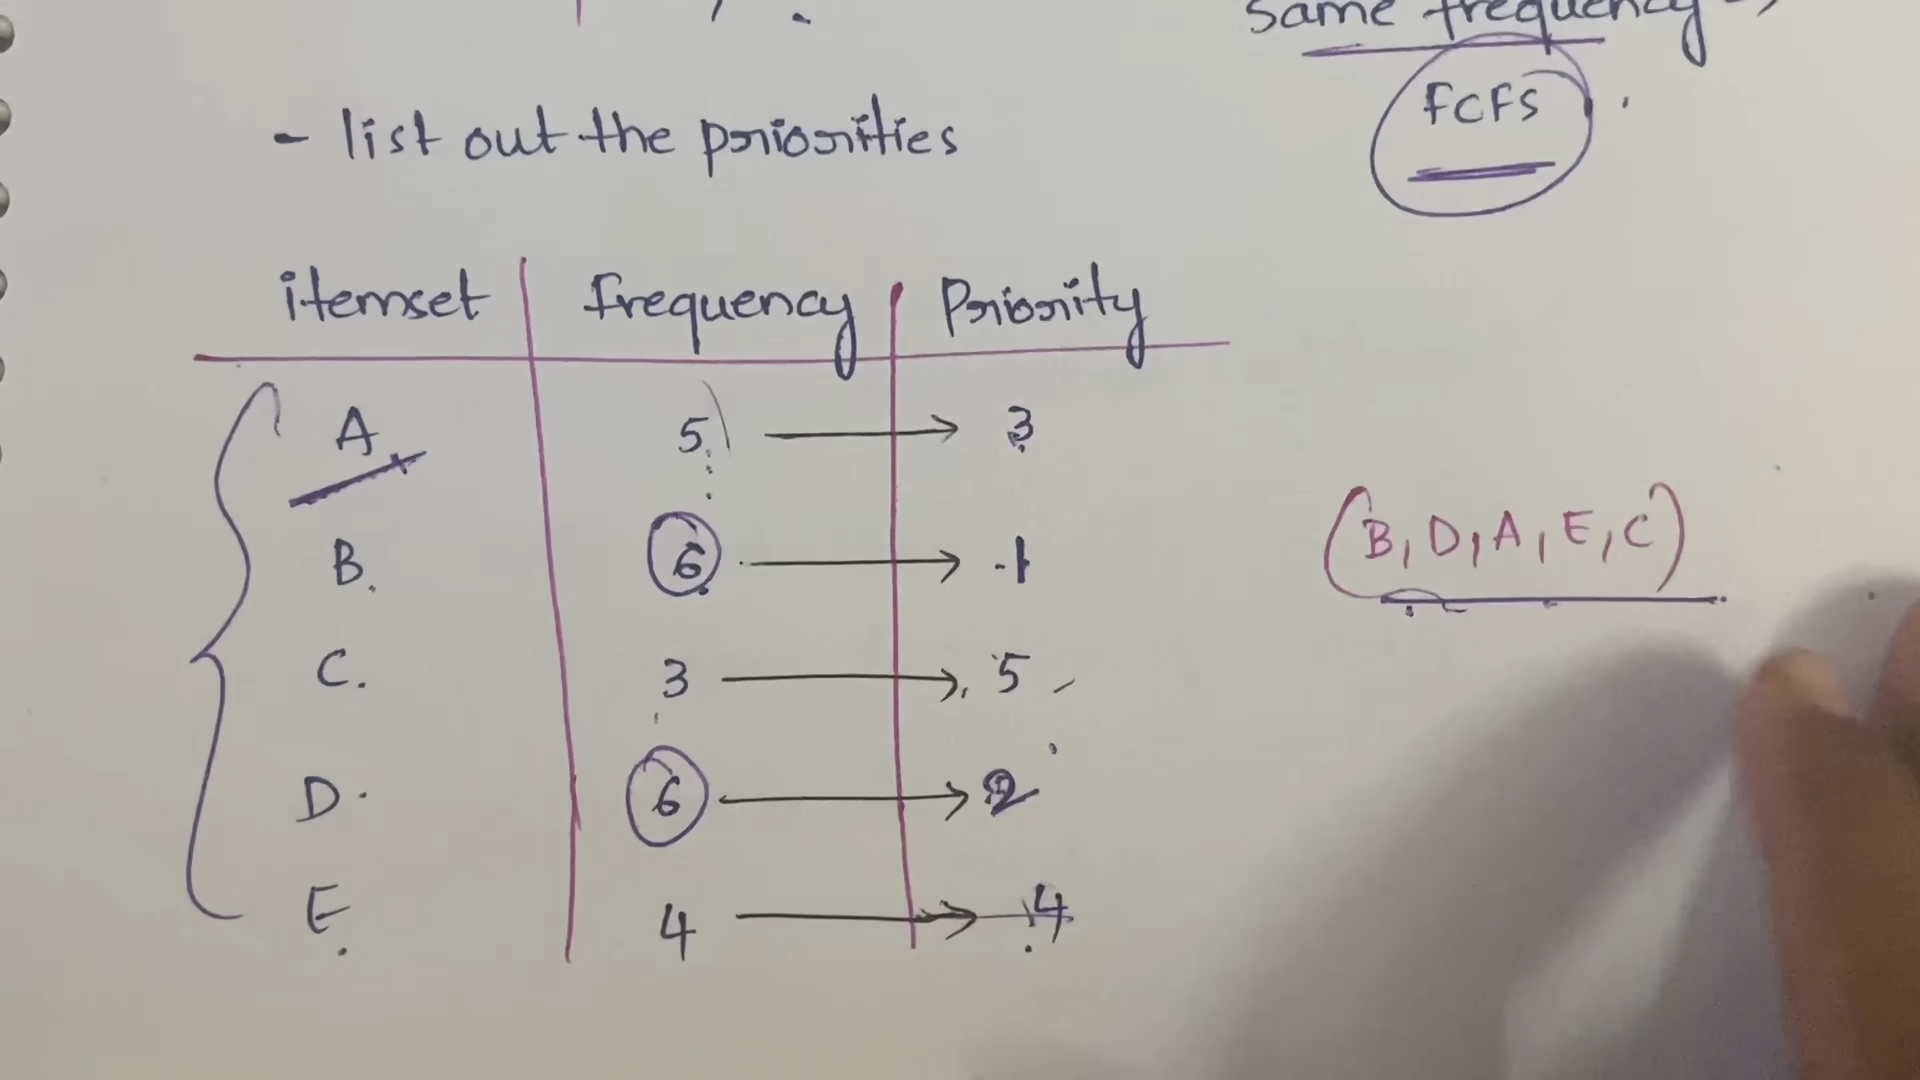 same frequency
FCFS
- list out the priorities
itemset frequency Priority
A 5 → 3
B. 6 → 1
(B, D, A, E, C)
C. 3 → 5
D. 6 → 2
E. 4 → 4